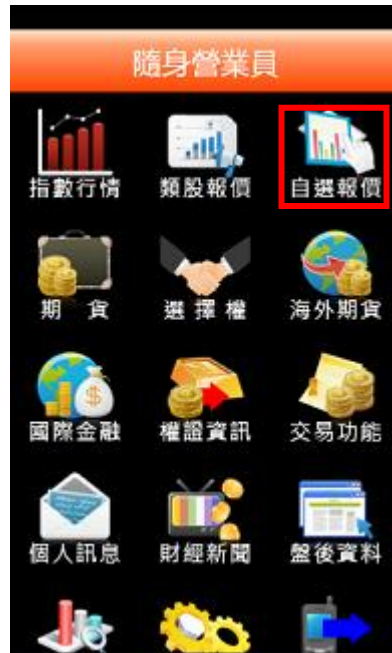 隨身營業員
指數行情 類股報價 自選報價
期 貨 選擇權 海外期貨
國際金融 權證資訊 交易功能
個人訊息 財經新聞 盤後資料